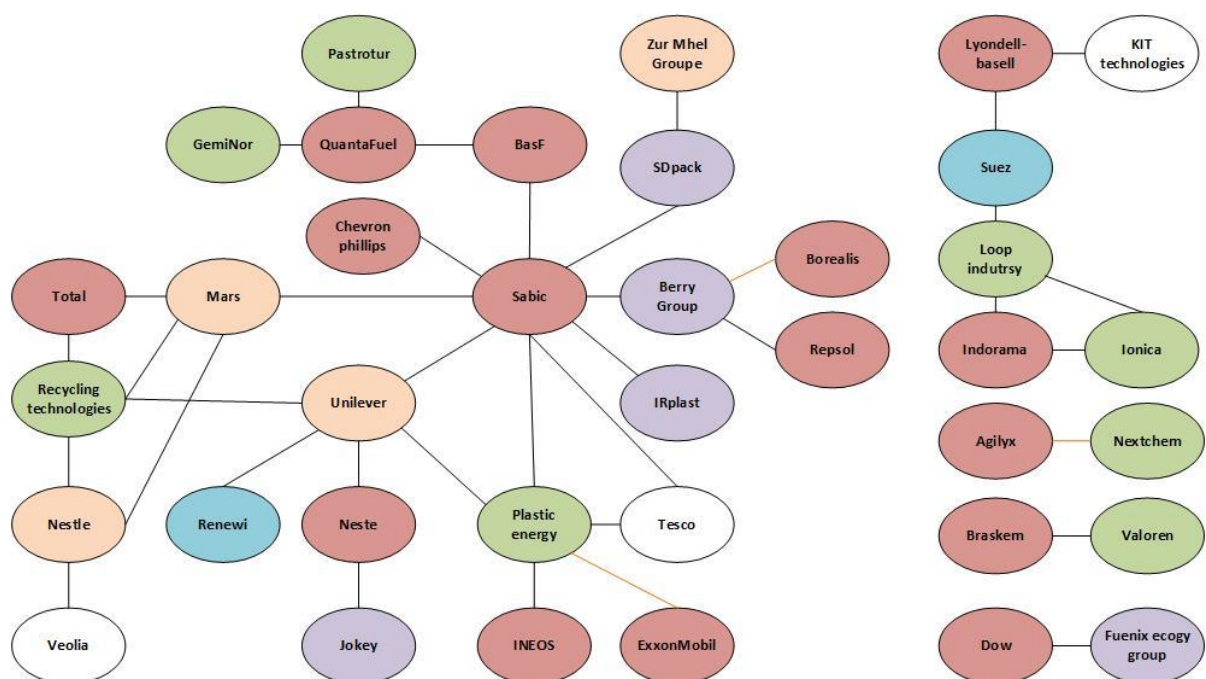 Pastrotur
Zur Mhel
Groupe
Lyondell-
basell
KIT
technologies
GemiNor
QuantaFuel
BasF
SDpack
Suez
Chevron
phillips
Loop
indutrsy
Borealis
Total
Mars
Sabic
Berry
Group
Repsol
Indorama
Ionica
Recycling
technologies
Unilever
IRplast
Agilyx
Nextchem
Nestle
Renewi
Neste
Plastic
energy
Tesco
Braskem
Valoren
Veolia
Jokey
INEOS
ExxonMobil
Dow
Fuenix ecogy
group